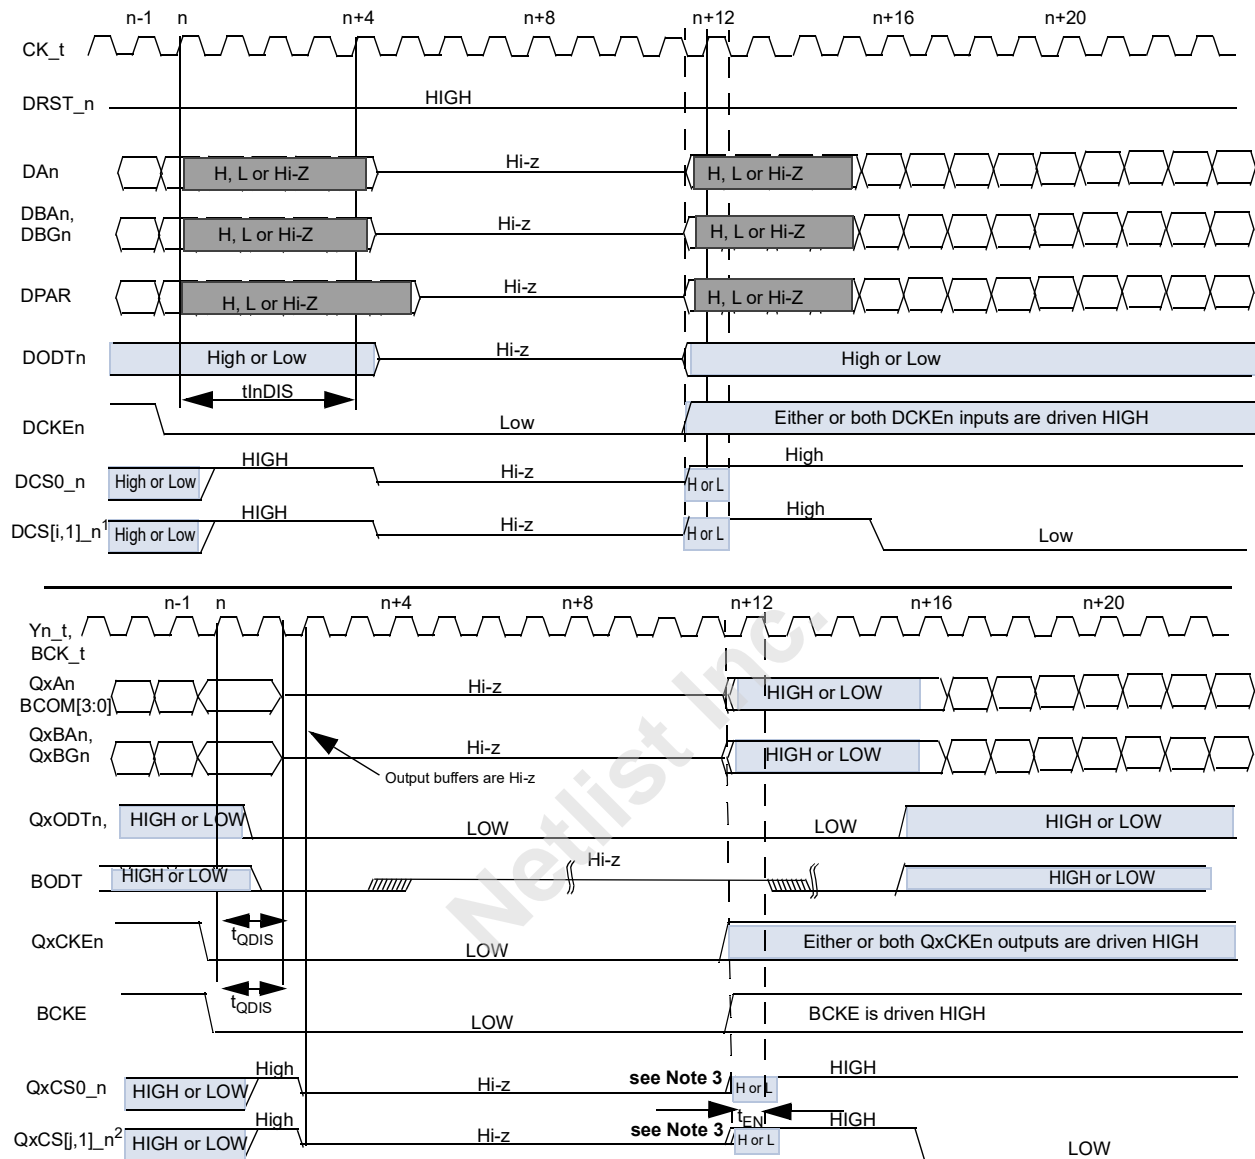 n-1 n n+4 n+8 n+12 n+16 n+20
CK_t
DRST_n HIGH
DAn H, L or Hi-Z Hi-z H, L or Hi-Z
DBAn,
DBGn H, L or Hi-Z Hi-z H, L or Hi-Z
DPAR H, L or Hi-Z Hi-z H, L or Hi-Z
DODTn High or Low Hi-z High or Low
tInDIS
DCKEn Low Either or both DCKEn inputs are driven HIGH
DCS0_n High or Low HIGH Hi-z H or L High
DCS[i,1]_n1 High or Low HIGH Hi-z H or L High Low
n-1 n n+4 n+8 n+12 n+16 n+20
Yn_t,
BCK_t
QxAn
BCOM[3:0] Hi-z HIGH or LOW
QxBAn,
QxBGn Hi-z HIGH or LOW
Output buffers are Hi-z
QxODTn, HIGH or LOW LOW LOW HIGH or LOW
BODT HIGH or LOW Hi-z HIGH or LOW
tQDIS
QxCKEn LOW Either or both QxCKEn outputs are driven HIGH
tQDIS
BCKE LOW BCKE is driven HIGH
QxCS0_n HIGH or LOW High Hi-z see Note 3 H or L HIGH
tEN
QxCS[j,1]_n2 HIGH or LOW High Hi-z see Note 3 H or L HIGH LOW
Netlist Inc.